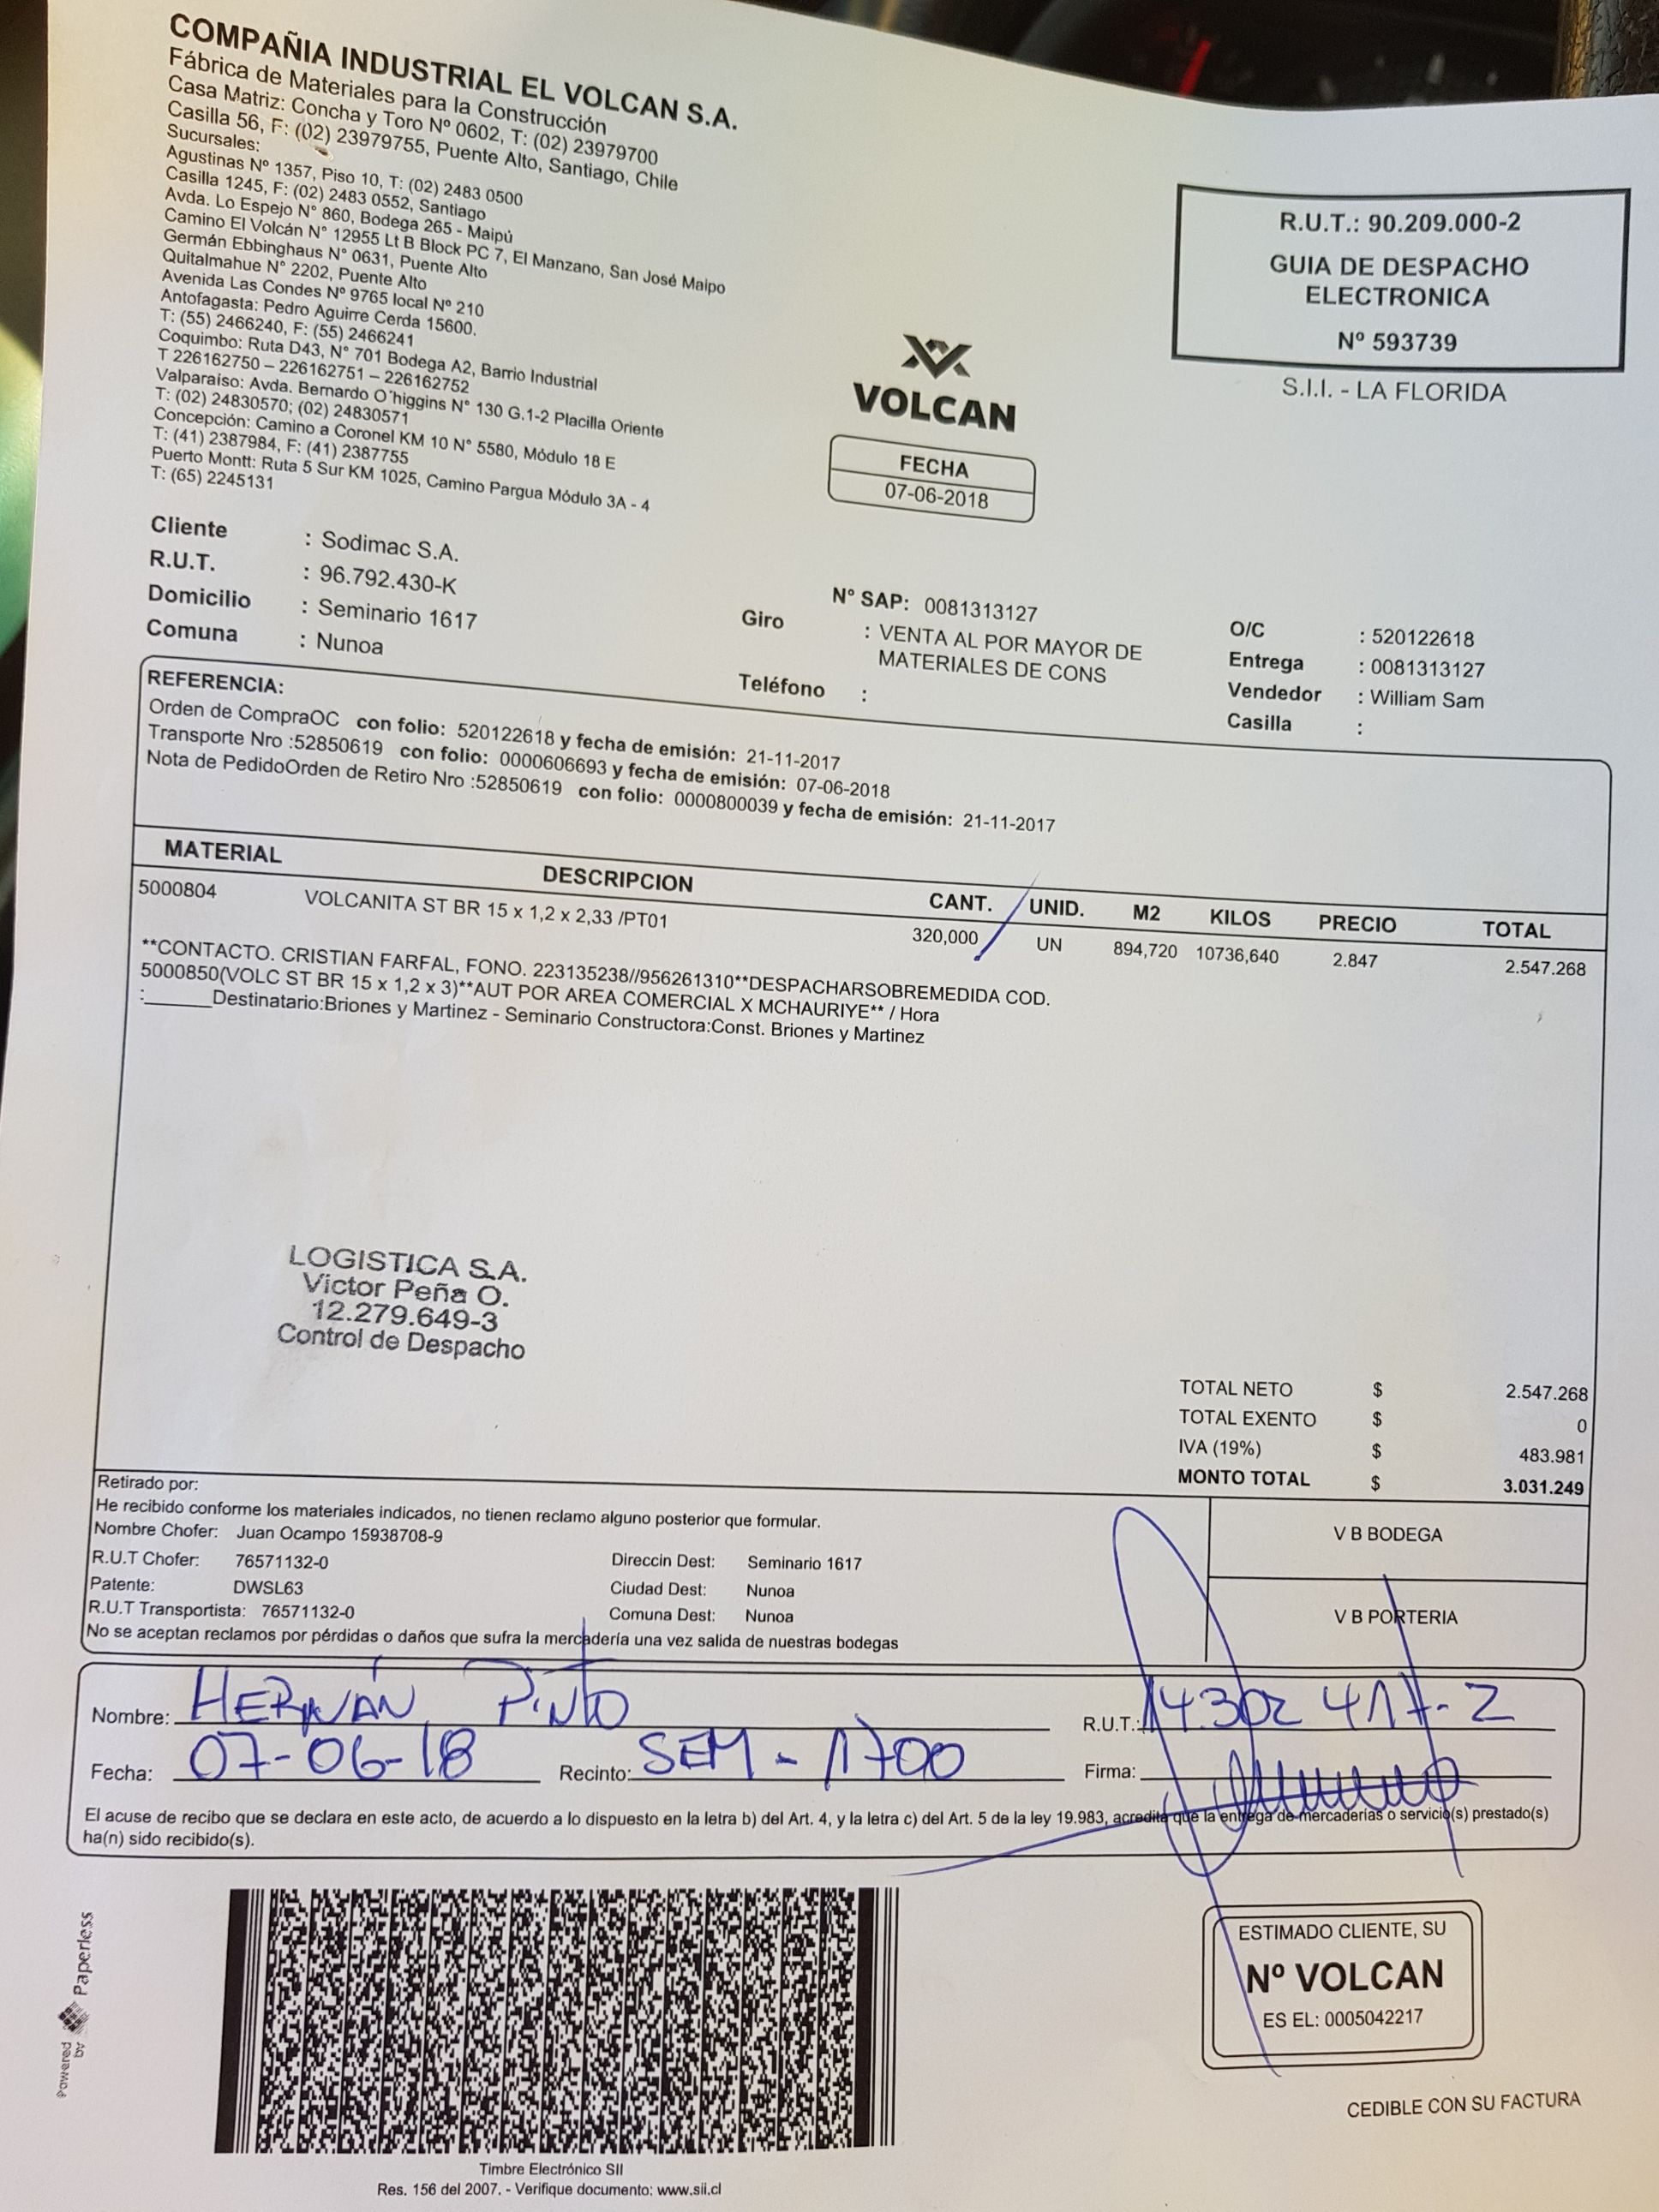 COMPAÑIA INDUSTRIAL EL VOLCAN S.A.
Fábrica de Materiales para la Construcción
Casa Matriz: Concha y Toro Nº 0602, T: (02) 23979700
Casilla 56, F: (02) 23979755, Puente Alto, Santiago, Chile
Sucursales:
Agustinas Nº 1357, Piso 10, T: (02) 2483 0500
Casilla 1245, F: (02) 2483 0552, Santiago
Avda. Lo Espejo N° 860, Bodega 265 - Maipú
Camino El Volcán N° 12955 Lt B Block PC 7, El Manzano, San José Maipo
Germán Ebbinghaus N° 0631, Puente Alto
Quitalmahue N° 2202, Puente Alto
Avenida Las Condes Nº 9765 local Nº 210
Antofagasta: Pedro Aguirre Cerda 15600.
T: (55) 2466240, F: (55) 2466241
Coquimbo: Ruta D43, N° 701 Bodega A2, Barrio Industrial
T 226162750 – 226162751 – 226162752
Valparaiso: Avda. Bernardo O´higgins N° 130 G.1-2 Placilla Oriente
T: (02) 24830570; (02) 24830571
Concepción: Camino a Coronel KM 10 N° 5580, Módulo 18 E
T: (41) 2387984, F: (41) 2387755
Puerto Montt: Ruta 5 Sur KM 1025, Camino Pargua Módulo 3A - 4
T: (65) 2245131
R.U.T.: 90.209.000-2
GUIA DE DESPACHO
ELECTRONICA
Nº 593739
S.I.I. - LA FLORIDA
VOLCAN
FECHA
07-06-2018
Cliente : Sodimac S.A.
R.U.T. : 96.792.430-K
Domicilio : Seminario 1617
Comuna : Nunoa
N° SAP: 0081313127
Giro : VENTA AL POR MAYOR DE
MATERIALES DE CONS
Teléfono :
O/C : 520122618
Entrega : 0081313127
Vendedor : William Sam
Casilla :
REFERENCIA:
Orden de CompraOC con folio: 520122618 y fecha de emisión: 21-11-2017
Transporte Nro :52850619 con folio: 0000606693 y fecha de emisión: 07-06-2018
Nota de PedidoOrden de Retiro Nro :52850619 con folio: 0000800039 y fecha de emisión: 21-11-2017
MATERIAL DESCRIPCION CANT. UNID. M2 KILOS PRECIO TOTAL
5000804 VOLCANITA ST BR 15 x 1,2 x 2,33 /PT01 320,000 UN 894,720 10736,640 2.847 2.547.268
**CONTACTO. CRISTIAN FARFAL, FONO. 223135238//956261310**DESPACHARSOBREMEDIDA COD.
5000850(VOLC ST BR 15 x 1,2 x 3)**AUT POR AREA COMERCIAL X MCHAURIYE** / Hora
:______Destinatario:Briones y Martinez - Seminario Constructora:Const. Briones y Martinez
LOGISTICA S.A.
Victor Peña O.
12.279.649-3
Control de Despacho
TOTAL NETO $ 2.547.268
TOTAL EXENTO $ 0
IVA (19%) $ 483.981
MONTO TOTAL $ 3.031.249
Retirado por:
He recibido conforme los materiales indicados, no tienen reclamo alguno posterior que formular.
Nombre Chofer: Juan Ocampo 15938708-9
R.U.T Chofer: 76571132-0 Direccin Dest: Seminario 1617
Patente: DWSL63 Ciudad Dest: Nunoa
R.U.T Transportista: 76571132-0 Comuna Dest: Nunoa
No se aceptan reclamos por pérdidas o daños que sufra la mercadería una vez salida de nuestras bodegas
V B BODEGA
V B PORTERIA
Nombre: HERNÁN PINTO R.U.T.: 14.302 417-2
Fecha: 07-06-18 Recinto: SEM - 1700 Firma:
El acuse de recibo que se declara en este acto, de acuerdo a lo dispuesto en la letra b) del Art. 4, y la letra c) del Art. 5 de la ley 19.983, acredita que la entrega de mercaderías o servicio(s) prestado(s)
ha(n) sido recibido(s).
Powered by Paperless
ESTIMADO CLIENTE, SU
Nº VOLCAN
ES EL: 0005042217
CEDIBLE CON SU FACTURA
Timbre Electrónico SII
Res. 156 del 2007. - Verifique documento: www.sii.cl